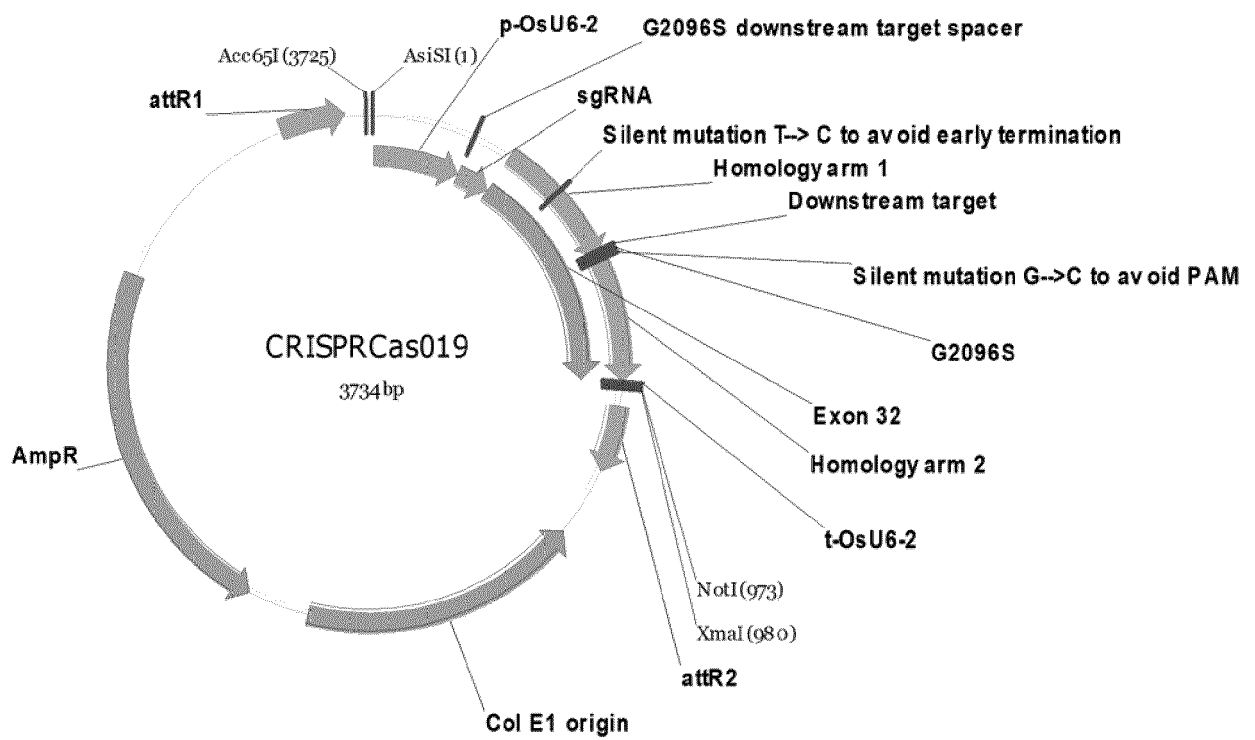 p-OsU6-2
G2096S downstream target spacer
Acc65I (3725)
AsiSI (1)
attR1
sgRNA
Silent mutation T--> C to avoid early termination
Homology arm 1
Downstream target
Silent mutation G-->C to avoid PAM
CRISPRCas019
3734 bp
G2096S
Exon 32
AmpR
Homology arm 2
t-OsU6-2
NotI (973)
XmaI (980)
attR2
Col E1 origin